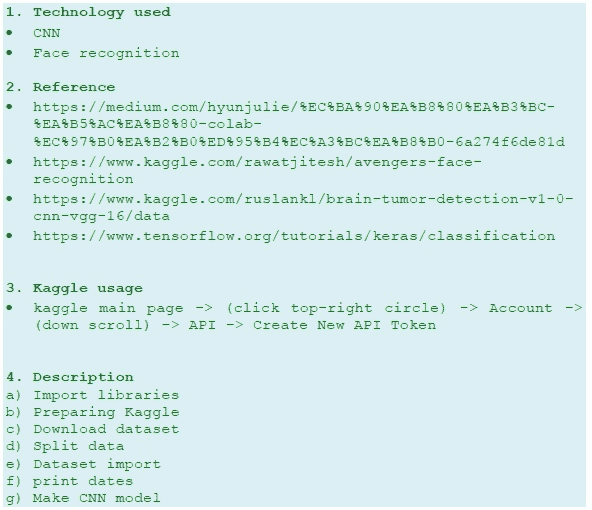 1. Technology used
• CNN
• Face recognition
2. Reference
• https://medium.com/hyunjulie/%EC%BA%90%EA%B8%80%EA%B3%BC-
%EA%B5%AC%EA%B8%80-colab-
%EC%97%B0%EA%B2%B0%ED%95%B4%EC%A3%BC%EA%B8%B0-6a274f6de81d
• https://www.kaggle.com/rawatjitesh/avengers-face-
recognition
• https://www.kaggle.com/ruslankl/brain-tumor-detection-v1-0-
cnn-vgg-16/data
• https://www.tensorflow.org/tutorials/keras/classification
3. Kaggle usage
• kaggle main page -> (click top-right circle) -> Account ->
(down scroll) -> API -> Create New API Token
4. Description
a) Import libraries
b) Preparing Kaggle
c) Download dataset
d) Split data
e) Dataset import
f) print dates
g) Make CNN model